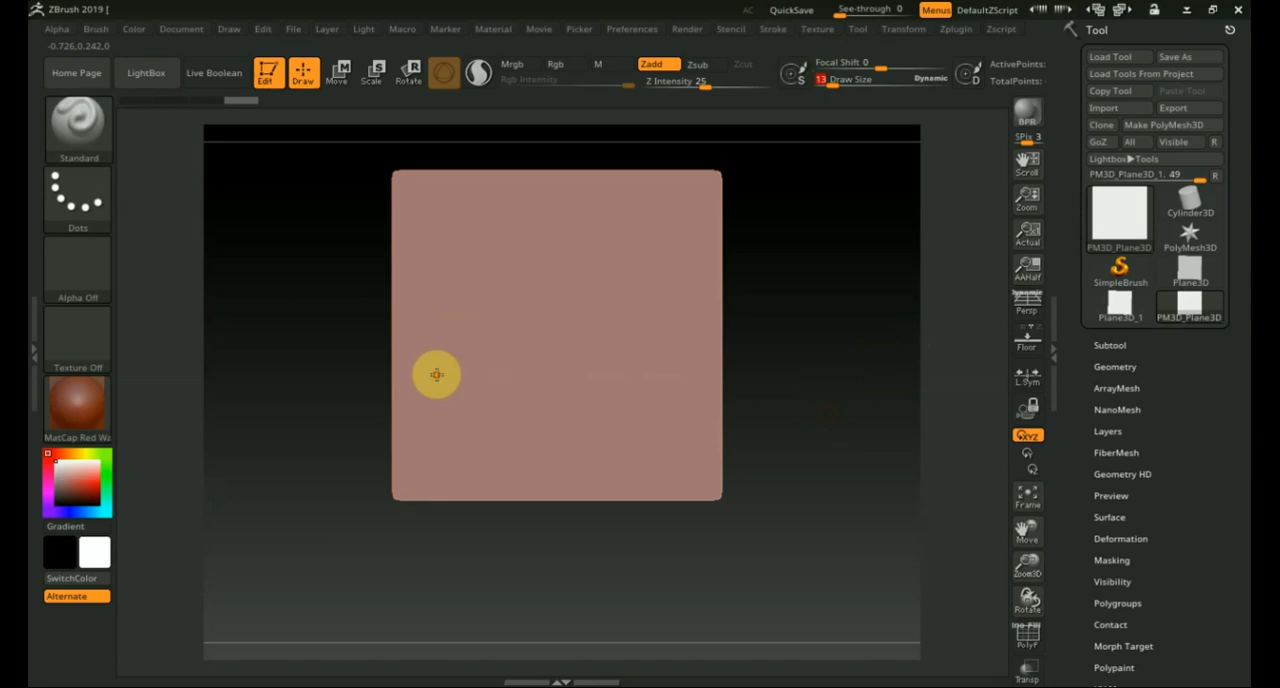 ZBrush 2019 [
AC QuickSave See-through 0 Menus DefaultZScript
Alpha Brush Color Document Draw Edit File Layer Light Macro Marker Material Movie Picker Preferences Render Stencil Stroke Texture Tool Transform Zplugin Zscript
-0.726,0.242,0
Home Page LightBox Live Boolean Edit Draw Move Scale Rotate
Mrgb Rgb M Zadd Zsub Zcut Focal Shift 0 ActivePoints:
Rgb Intensity Z Intensity 25 S 13 Draw Size Dynamic D TotalPoints:
Standard
Dots
Alpha Off
Texture Off
MatCap Red Wa
Gradient
SwitchColor
Alternate
BPR
SPix 3
Scroll
Zoom
Actual
AAHalf
Dynamic
Persp
Floor
L.Sym
XYZ
Frame
Move
Zoom3D
Rotate
PolyF
Transp
Tool
Load Tool Save As
Load Tools From Project
Copy Tool Paste Tool
Import Export
Clone Make PolyMesh3D
GoZ All Visible R
Lightbox▶Tools
PM3D_Plane3D_1. 49 R
PM3D_Plane3D Cylinder3D
PolyMesh3D
SimpleBrush Plane3D
Plane3D_1 PM3D_Plane3D
Subtool
Geometry
ArrayMesh
NanoMesh
Layers
FiberMesh
Geometry HD
Preview
Surface
Deformation
Masking
Visibility
Polygroups
Contact
Morph Target
Polypaint